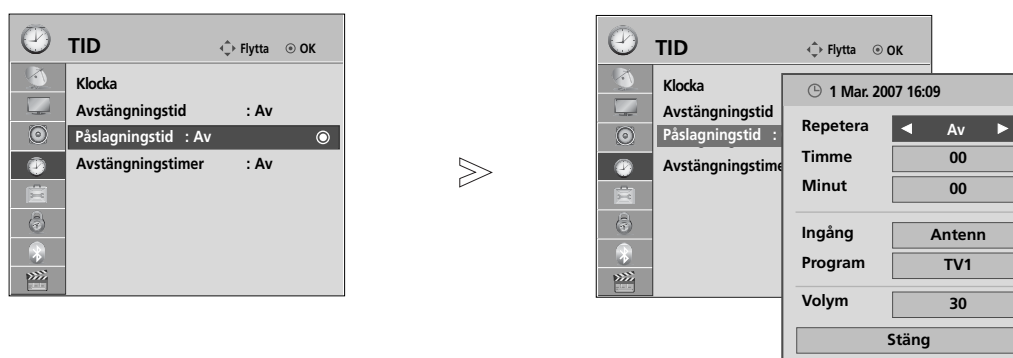 TID Flytta OK
Klocka
Avstängningstid : Av
Påslagningstid : Av
Avstängningstimer : Av
TID Flytta OK
Klocka
Avstängningstid
Påslagningstid :
Avstängningstime
1 Mar. 2007 16:09
Repetera ◀ Av ▶
Timme 00
Minut 00
Ingång Antenn
Program TV1
Volym 30
Stäng